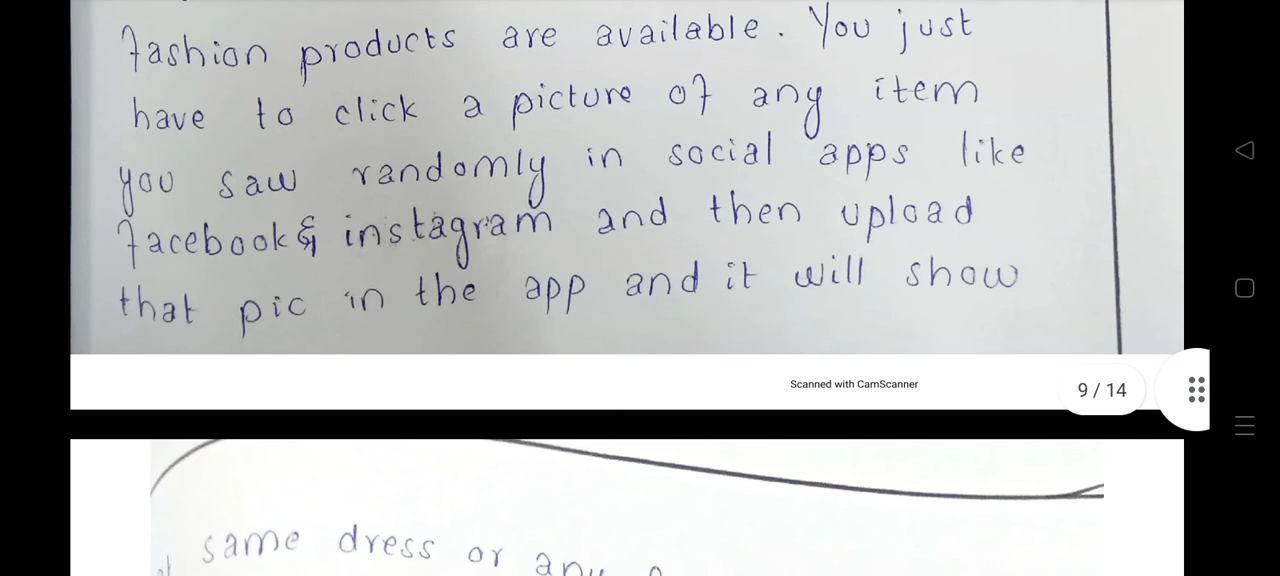 fashion products are available. You just
have to click a picture of any item
you saw randomly in social apps like
facebook & instagram and then upload
that pic in the app and it will show
Scanned with CamScanner
9 / 14
same dress or any